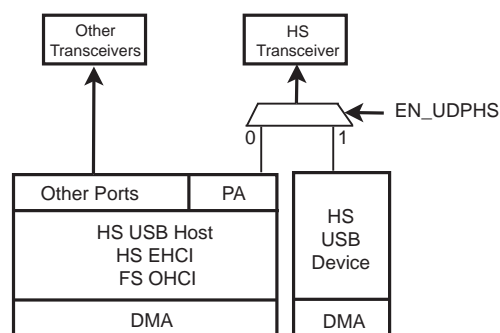 Other
Transceivers
HS
Transceiver
EN_UDPHS
0
1
Other Ports
PA
HS
USB
Device
HS USB Host
HS EHCI
FS OHCI
DMA
DMA